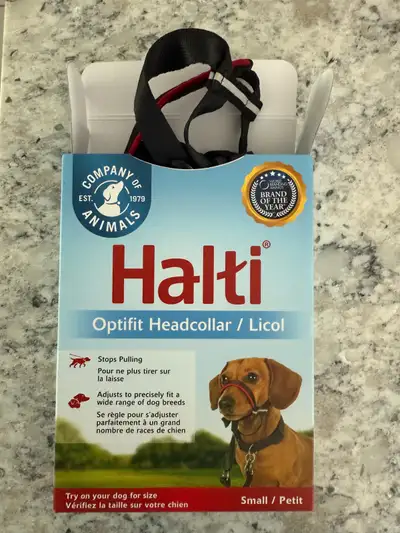 COMPANY OF
EST. 1979
ANIMALS
BRAND OF
THE YEAR
Halti®
Optifit Headcollar / Licol
Stops Pulling
Pour ne plus tirer sur
la laisse
Adjusts to precisely fit a
wide range of dog breeds
Se règle pour s'adjuster
parfaitement à un grand
nombre de races de chien
Try on your dog for size
Vérifiez la taille sur votre chien
Small / Petit